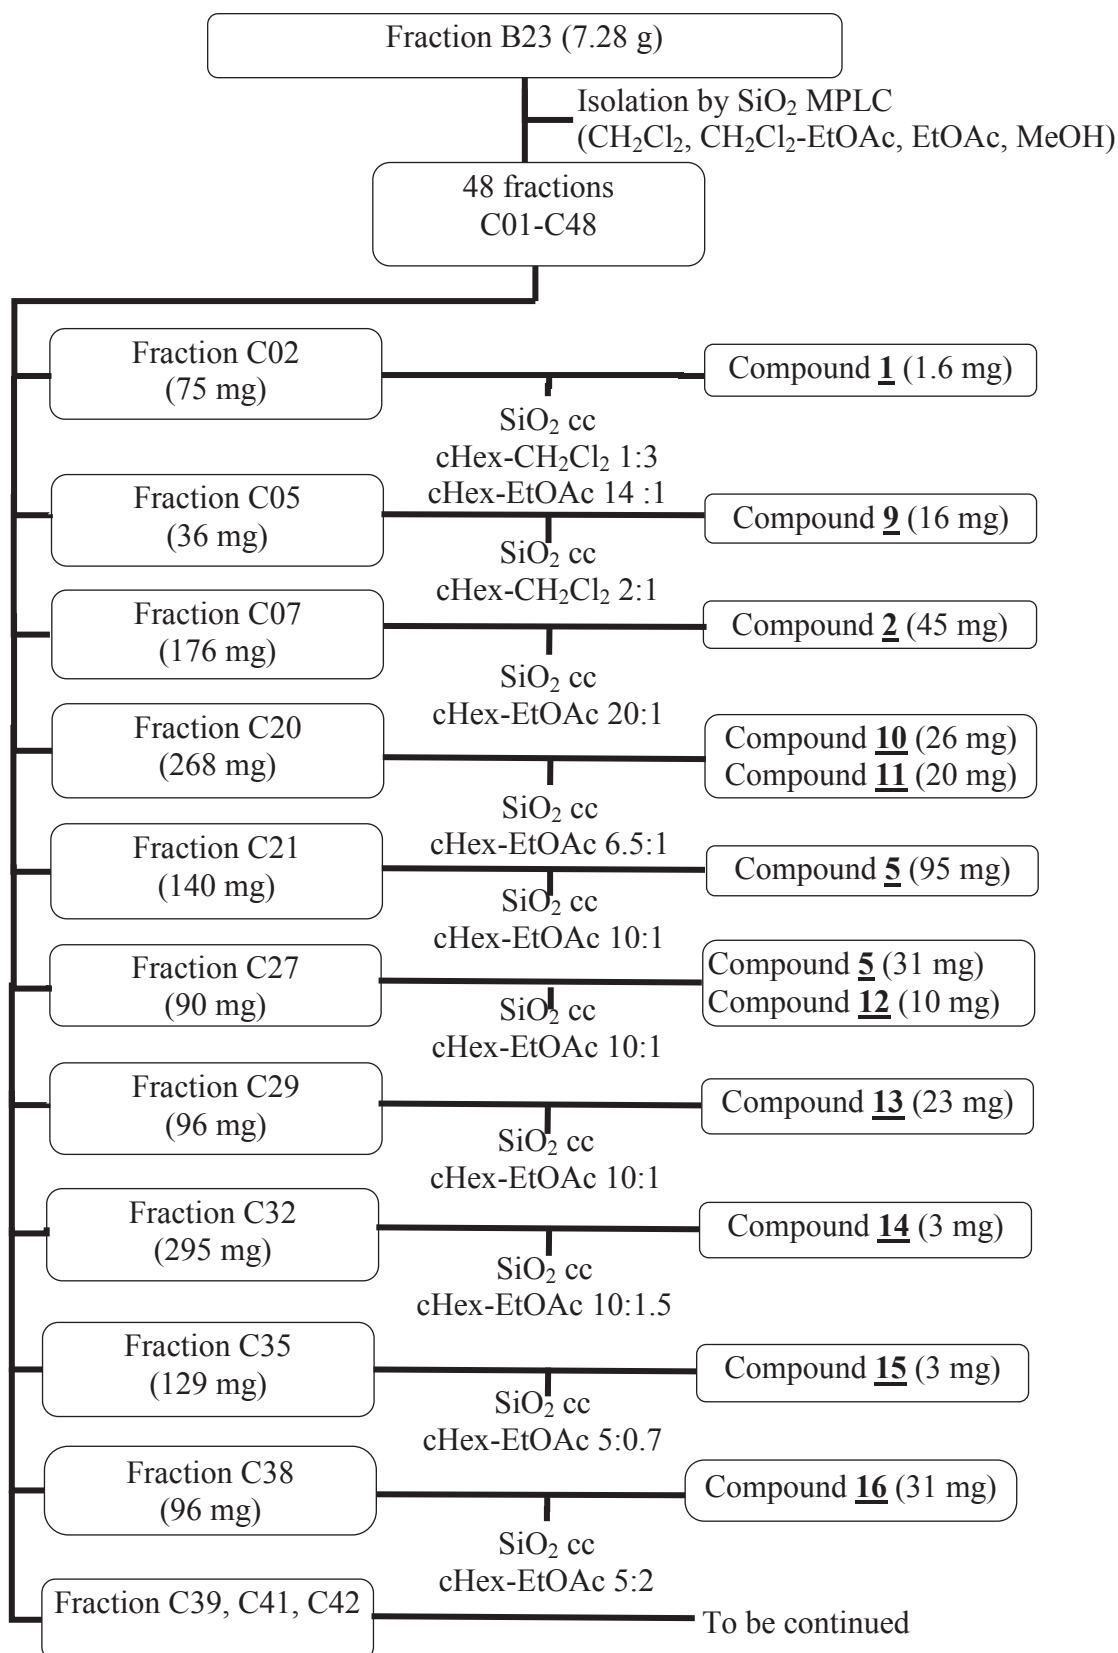 Fraction B23 (7.28 g)
Isolation by SiO₂ MPLC
(CH₂Cl₂, CH₂Cl₂-EtOAc, EtOAc, MeOH)
48 fractions
C01-C48
Fraction C02
(75 mg)
Compound 1 (1.6 mg)
SiO₂ cc
cHex-CH₂Cl₂ 1:3
cHex-EtOAc 14 :1
Fraction C05
(36 mg)
Compound 9 (16 mg)
SiO₂ cc
cHex-CH₂Cl₂ 2:1
Fraction C07
(176 mg)
Compound 2 (45 mg)
SiO₂ cc
cHex-EtOAc 20:1
Fraction C20
(268 mg)
Compound 10 (26 mg)
Compound 11 (20 mg)
SiO₂ cc
cHex-EtOAc 6.5:1
Fraction C21
(140 mg)
Compound 5 (95 mg)
SiO₂ cc
cHex-EtOAc 10:1
Fraction C27
(90 mg)
Compound 5 (31 mg)
Compound 12 (10 mg)
SiO₂ cc
cHex-EtOAc 10:1
Fraction C29
(96 mg)
Compound 13 (23 mg)
SiO₂ cc
cHex-EtOAc 10:1
Fraction C32
(295 mg)
Compound 14 (3 mg)
SiO₂ cc
cHex-EtOAc 10:1.5
Fraction C35
(129 mg)
Compound 15 (3 mg)
SiO₂ cc
cHex-EtOAc 5:0.7
Fraction C38
(96 mg)
Compound 16 (31 mg)
SiO₂ cc
cHex-EtOAc 5:2
Fraction C39, C41, C42
To be continued